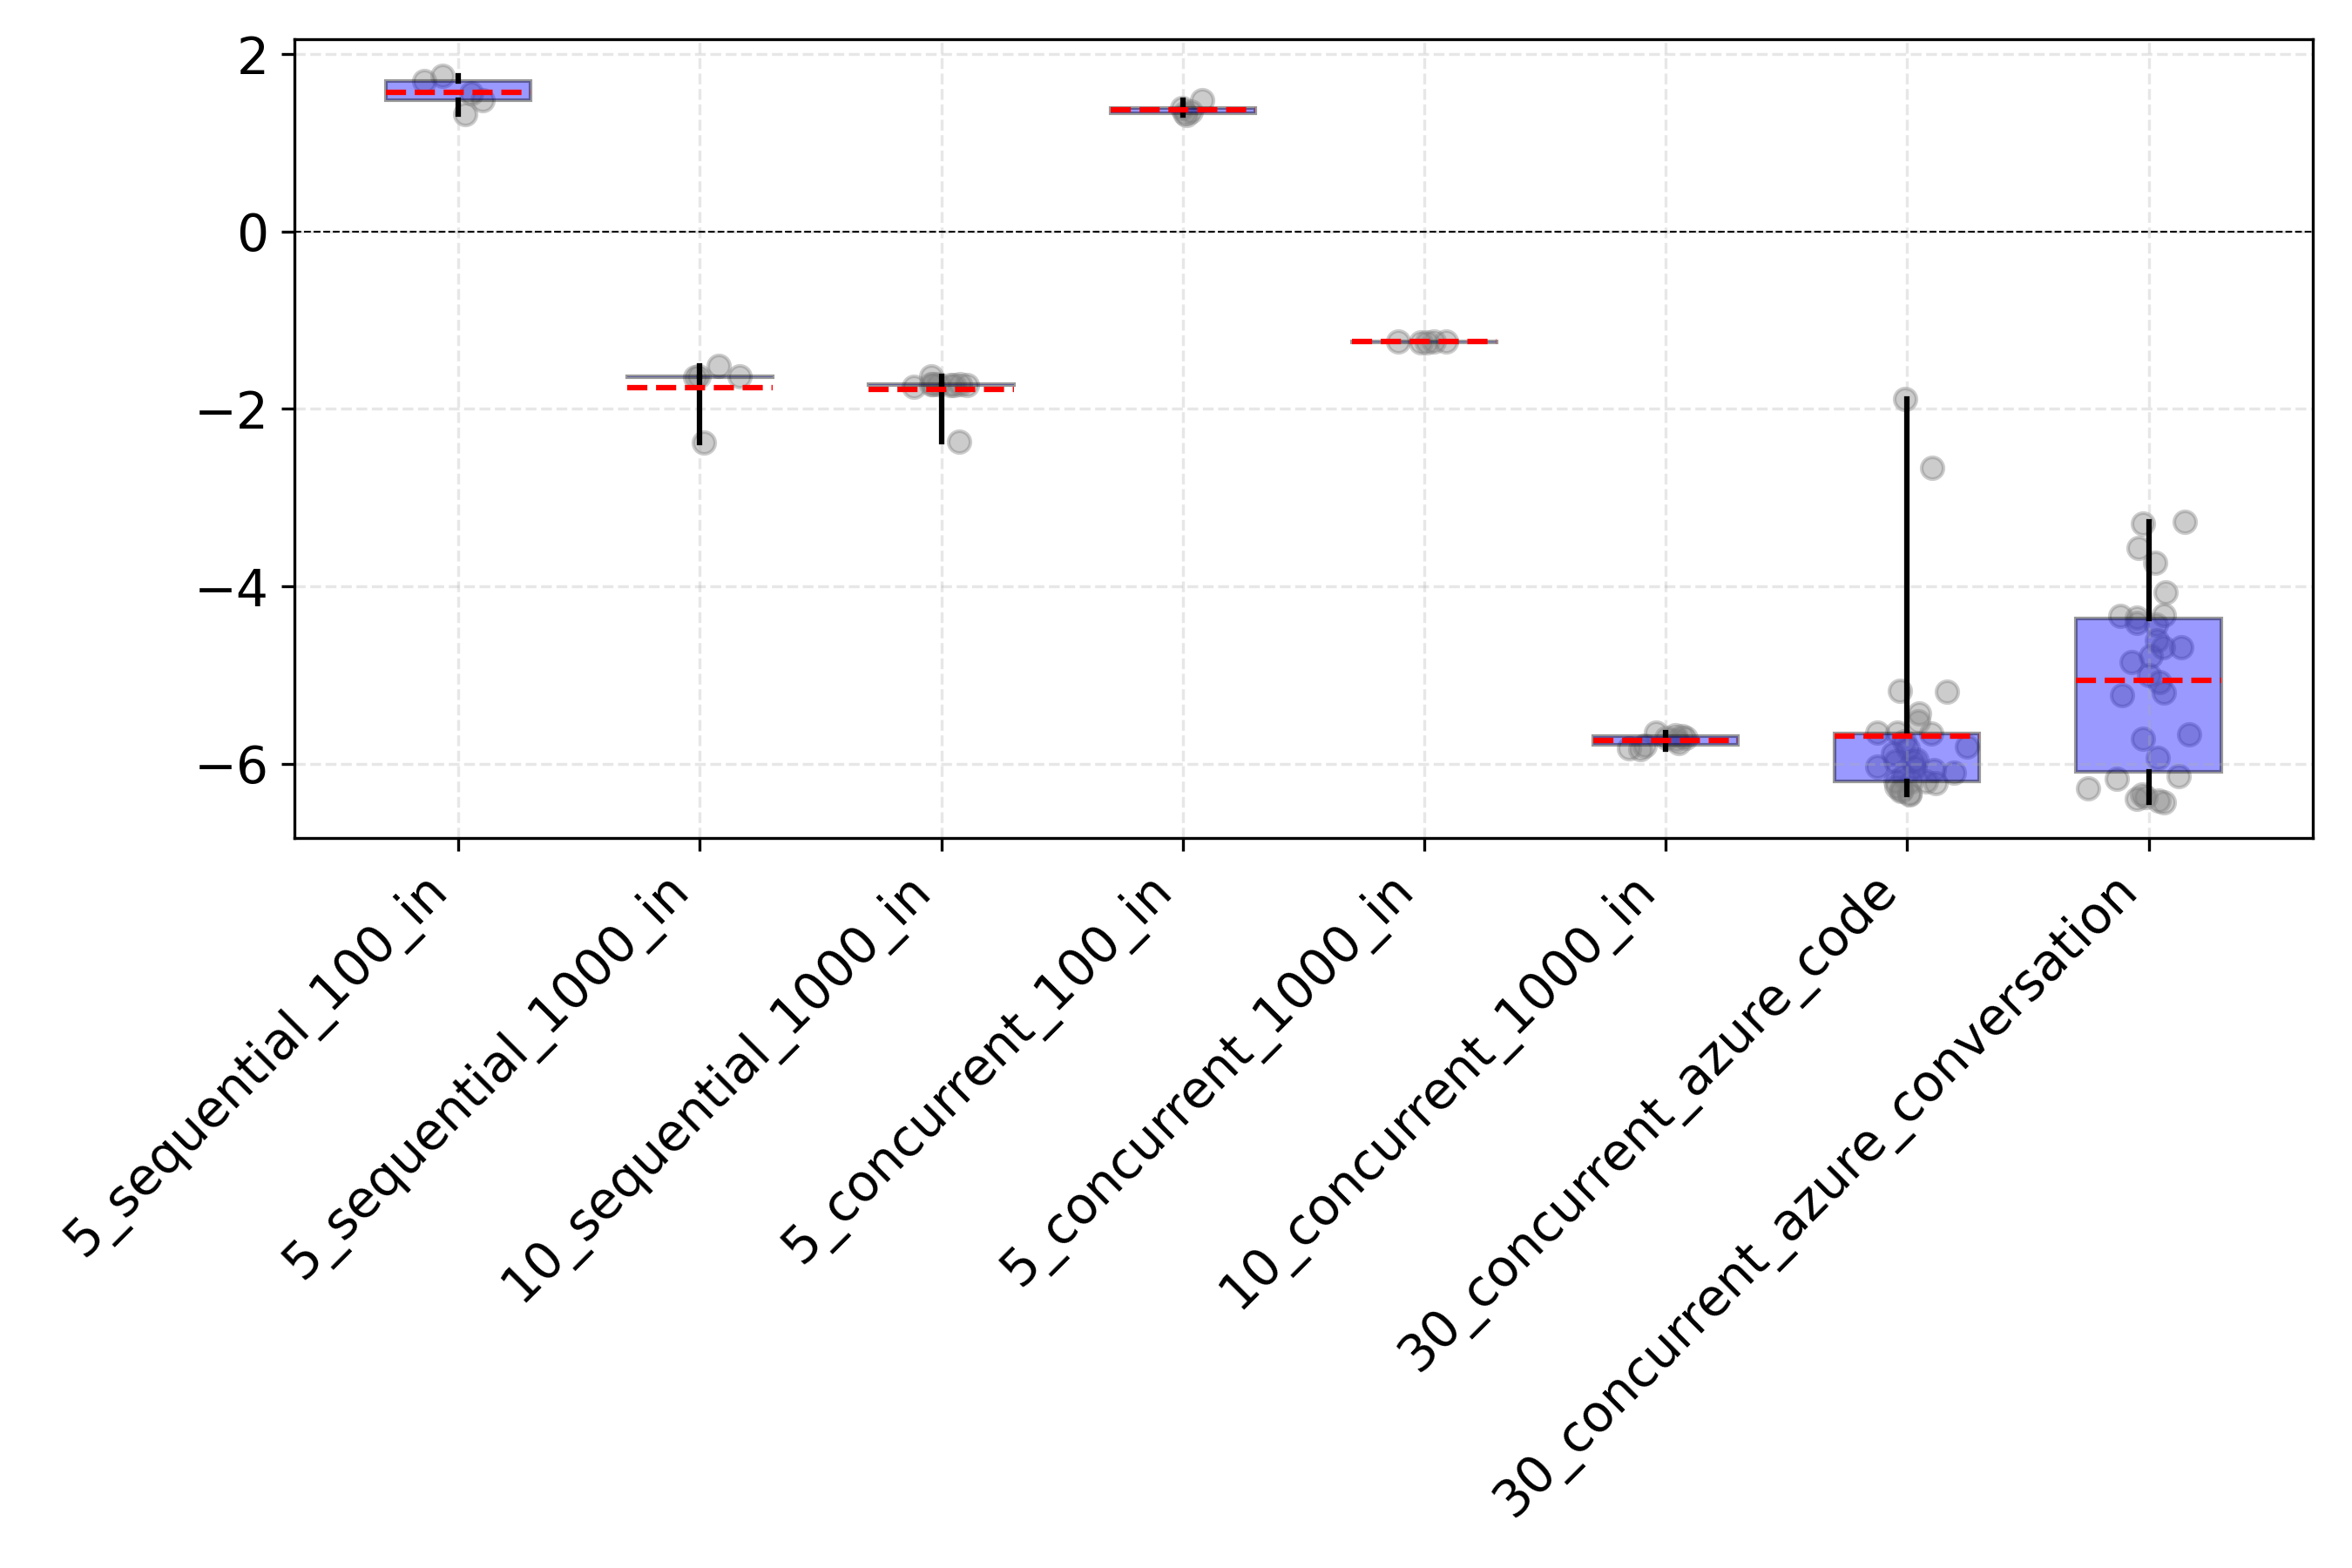 2
0
−2
−4
−6
5_sequential_100_in
5_sequential_1000_in
10_sequential_1000_in
5_concurrent_100_in
5_concurrent_1000_in
10_concurrent_1000_in
30_concurrent_azure_code
30_concurrent_azure_conversation